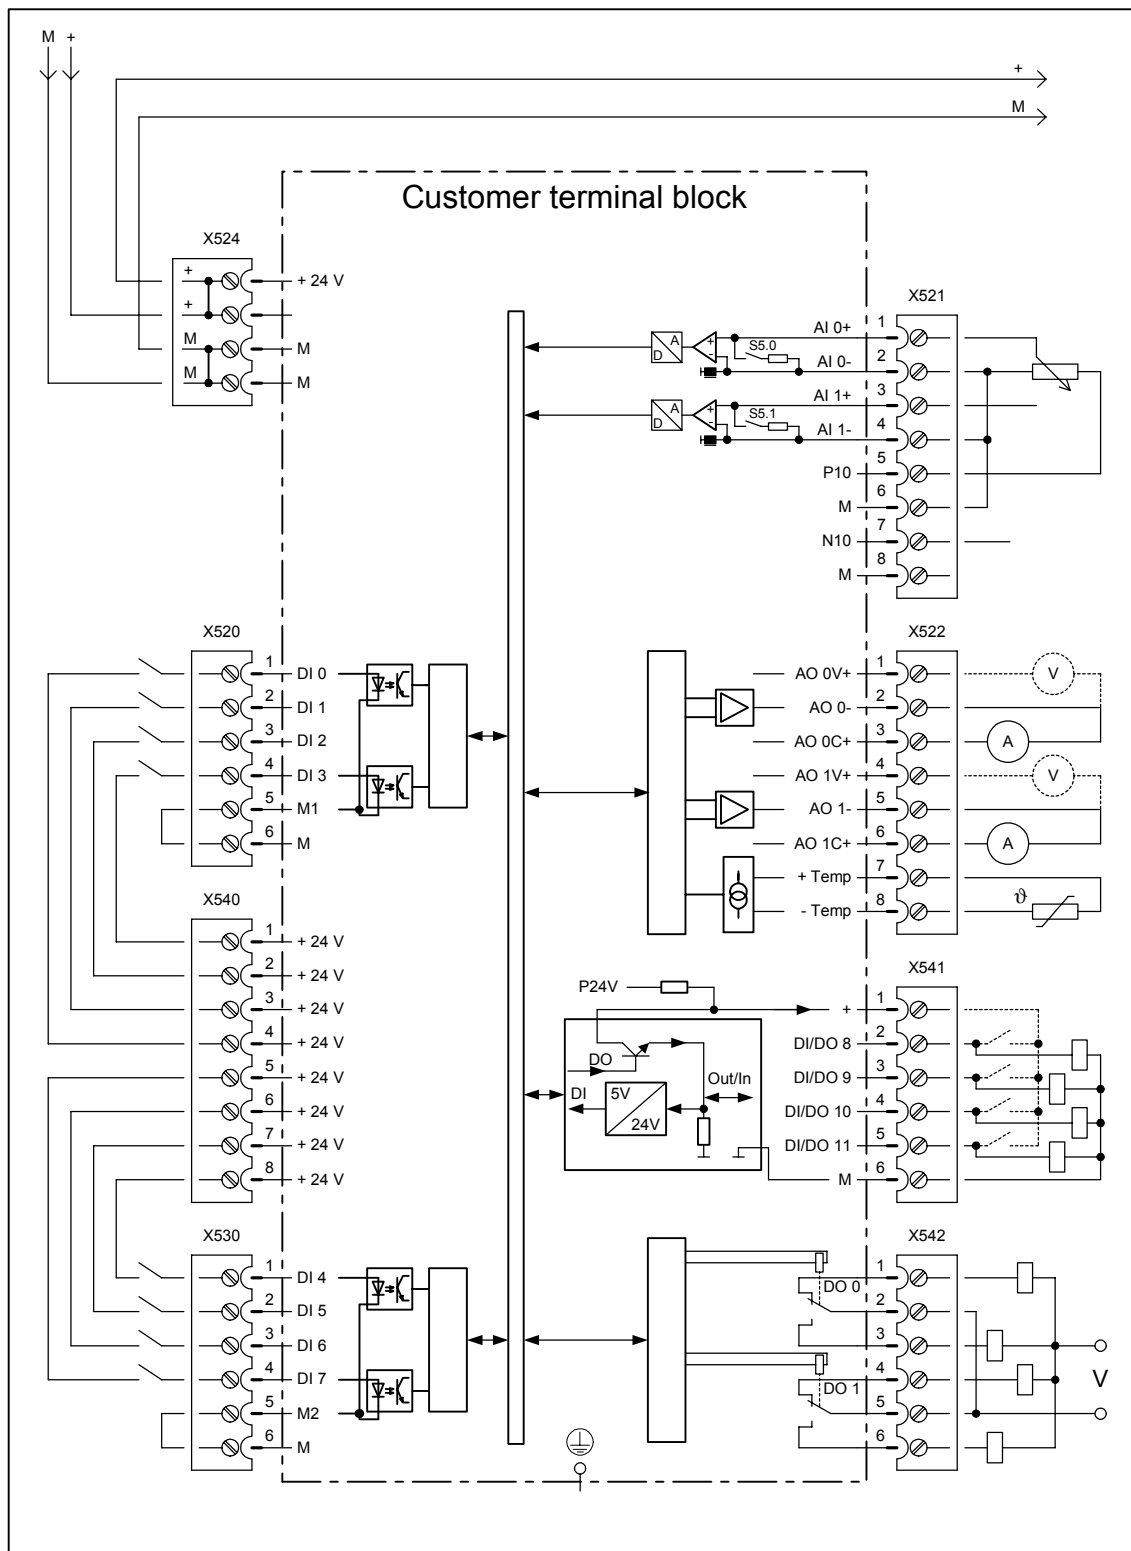 M +
+
M
Customer terminal block
X524
+ + 24 V
+
M M
M M
X521
A D + - S5.0 AI 0+ 1
AI 0- 2
A D + - S5.1 AI 1+ 3
AI 1- 4
P10 5
M 6
N10 7
M 8
X520
1 DI 0
2 DI 1
3 DI 2
4 DI 3
5 M1
6 M
X522
AO 0V+ 1 V
AO 0- 2
AO 0C+ 3 A
AO 1V+ 4 V
AO 1- 5
AO 1C+ 6 A
+ Temp 7
- Temp 8 ϑ
X540
1 + 24 V
2 + 24 V
3 + 24 V
4 + 24 V
5 + 24 V
6 + 24 V
7 + 24 V
8 + 24 V
X541
P24V
+ 1
DO DI/DO 8 2
DI 5V 24V Out/In DI/DO 9 3
DI/DO 10 4
DI/DO 11 5
M 6
X530
1 DI 4
2 DI 5
3 DI 6
4 DI 7
5 M2
6 M
X542
1
DO 0 2
3
4
DO 1 5
6
V